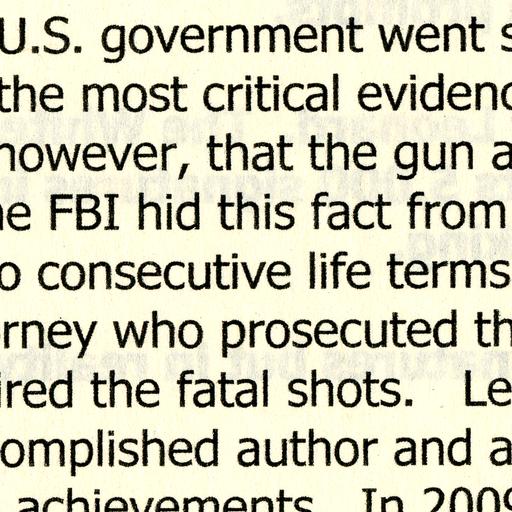 U.S. government went s
the most critical evidenc
however, that the gun a
e FBI hid this fact from
o consecutive life terms
rney who prosecuted th
ired the fatal shots. Le
omplished author and a
achievements. In 2009